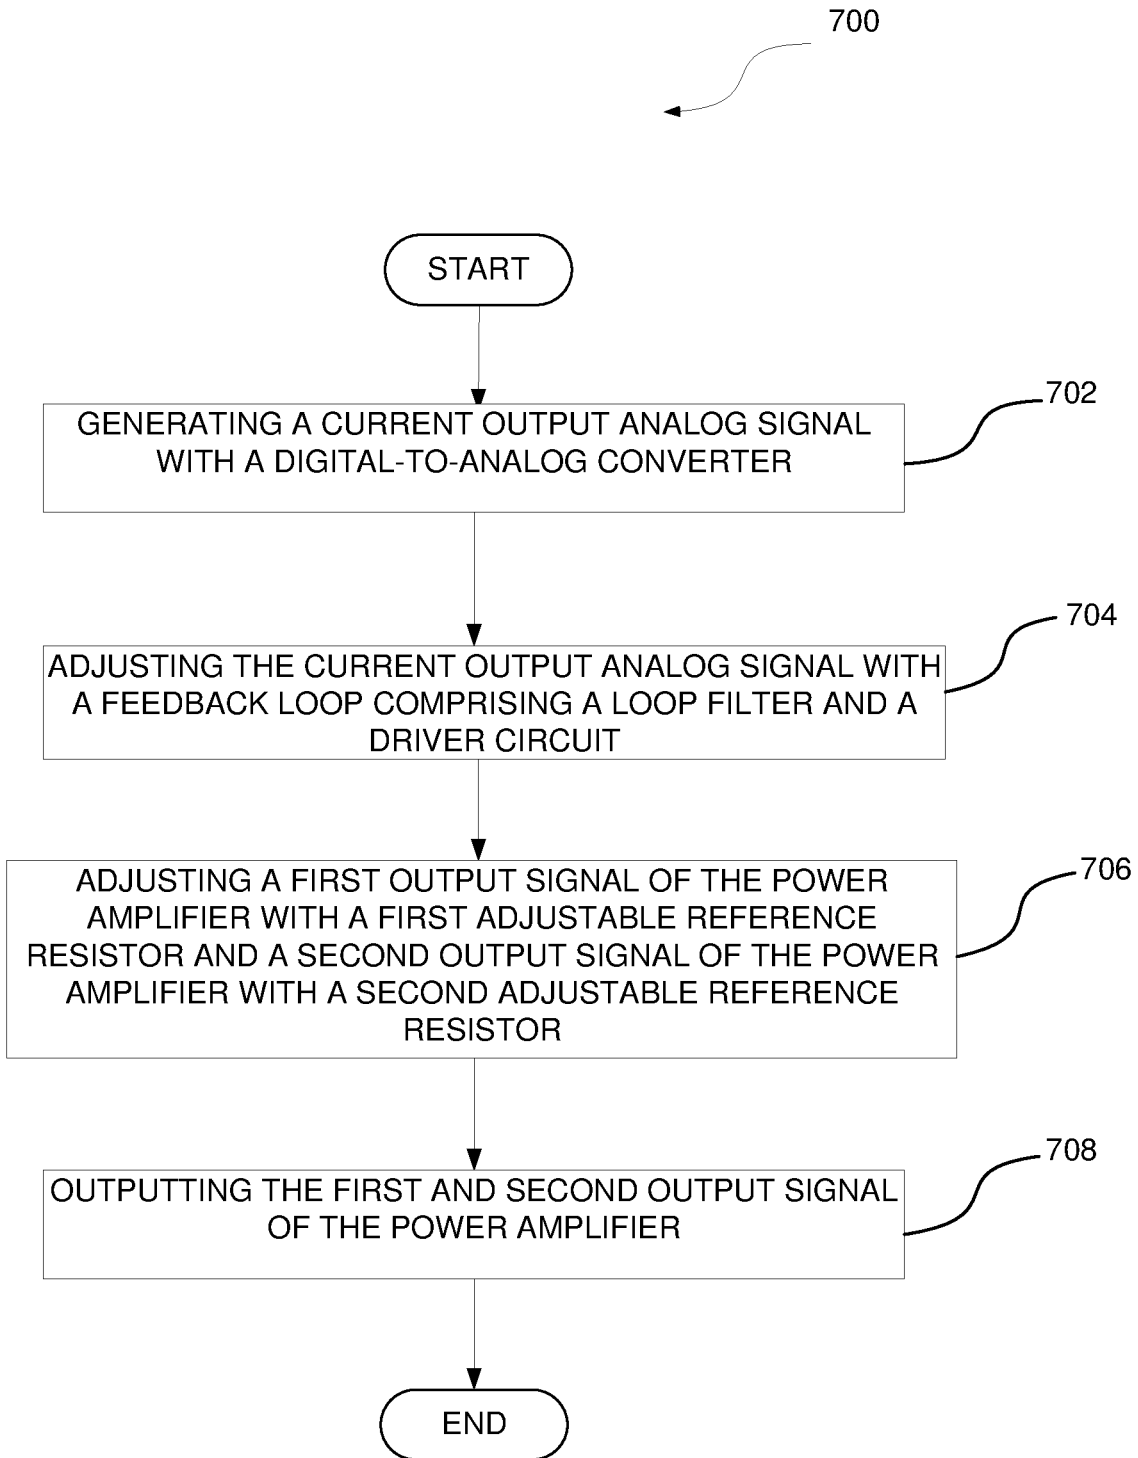 700
START
GENERATING A CURRENT OUTPUT ANALOG SIGNAL
WITH A DIGITAL-TO-ANALOG CONVERTER
702
ADJUSTING THE CURRENT OUTPUT ANALOG SIGNAL WITH
A FEEDBACK LOOP COMPRISING A LOOP FILTER AND A
DRIVER CIRCUIT
704
ADJUSTING A FIRST OUTPUT SIGNAL OF THE POWER
AMPLIFIER WITH A FIRST ADJUSTABLE REFERENCE
RESISTOR AND A SECOND OUTPUT SIGNAL OF THE POWER
AMPLIFIER WITH A SECOND ADJUSTABLE REFERENCE
RESISTOR
706
OUTPUTTING THE FIRST AND SECOND OUTPUT SIGNAL
OF THE POWER AMPLIFIER
708
END